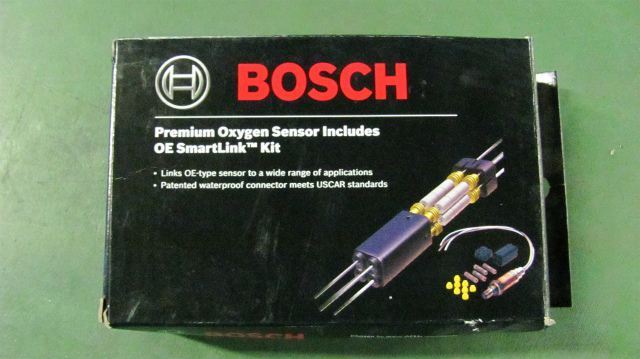 BOSCH
Premium Oxygen Sensor Includes
OE SmartLink™ Kit
• Links OE-type sensor to a wide range of applications
• Patented waterproof connector meets USCAR standards